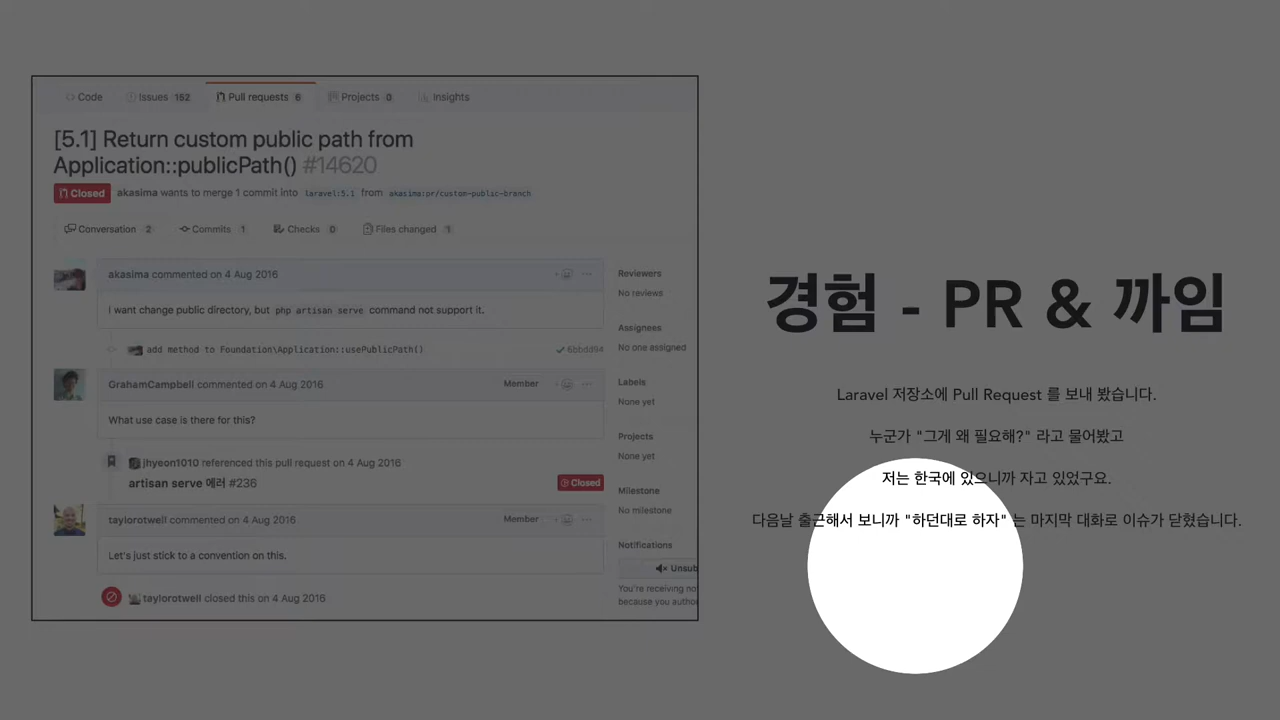 Code Issues 152 Pull requests 6 Projects 0 Insights
[5.1] Return custom public path from
Application::publicPath() #14620
Closed akasima wants to merge 1 commit into laravel:5.1 from akasima:pr/custom-public-branch
Conversation 2 Commits 1 Checks 0 Files changed 1
akasima commented on 4 Aug 2016
I want change public directory, but php artisan serve command not support it.
add method to Foundation\Application::usePublicPath() 6bbdd94
GrahamCampbell commented on 4 Aug 2016 Member
What use case is there for this?
jhyeon1010 referenced this pull request on 4 Aug 2016
artisan serve 에러 #236 Closed
taylorotwell commented on 4 Aug 2016 Member
Let's just stick to a convention on this.
taylorotwell closed this on 4 Aug 2016
Reviewers
No reviews
Assignees
No one assigned
Labels
None yet
Projects
None yet
Milestone
No milestone
Notifications
Unsub
You're receiving no
because you author
경험 - PR & 까임
Laravel 저장소에 Pull Request 를 보내 봤습니다.
누군가 "그게 왜 필요해?" 라고 물어봤고
저는 한국에 있으니까 자고 있었구요.
다음날 출근해서 보니까 "하던대로 하자" 는 마지막 대화로 이슈가 닫혔습니다.